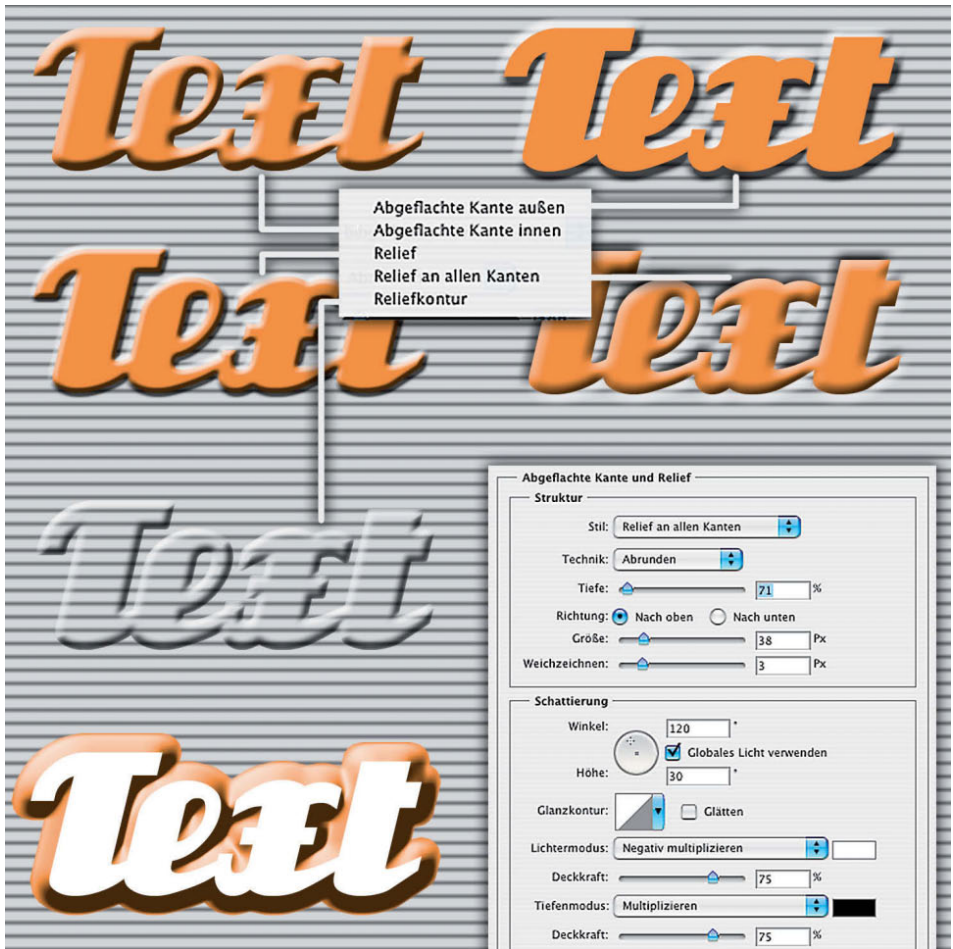 Text
Text
Abgeflachte Kante außen
Abgeflachte Kante innen
Relief
Relief an allen Kanten
Reliefkontur
Text
Text
Text
Text
Abgeflachte Kante und Relief
Struktur
Stil: Relief an allen Kanten
Technik: Abrunden
Tiefe: 71 %
Richtung: Nach oben Nach unten
Größe: 38 Px
Weichzeichnen: 3 Px
Schattierung
Winkel: 120 °
Globales Licht verwenden
Höhe: 30 °
Glanzkontur: Glätten
Lichtermodus: Negativ multiplizieren
Deckkraft: 75 %
Tiefenmodus: Multiplizieren
Deckkraft: 75 %